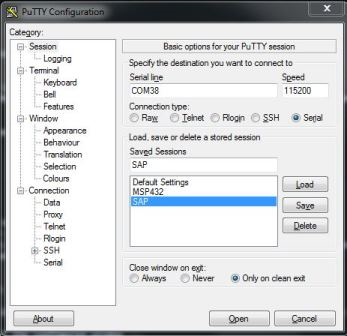 PuTTY Configuration
Category:
Session
Logging
Terminal
Keyboard
Bell
Features
Window
Appearance
Behaviour
Translation
Selection
Colours
Connection
Data
Proxy
Telnet
Rlogin
SSH
Serial
Basic options for your PuTTY session
Specify the destination you want to connect to
Serial line Speed
COM38 115200
Connection type:
Raw Telnet Rlogin SSH Serial
Load, save or delete a stored session
Saved Sessions
SAP
Default Settings
MSP432
SAP
Load
Save
Delete
Close window on exit:
Always Never Only on clean exit
About Open Cancel